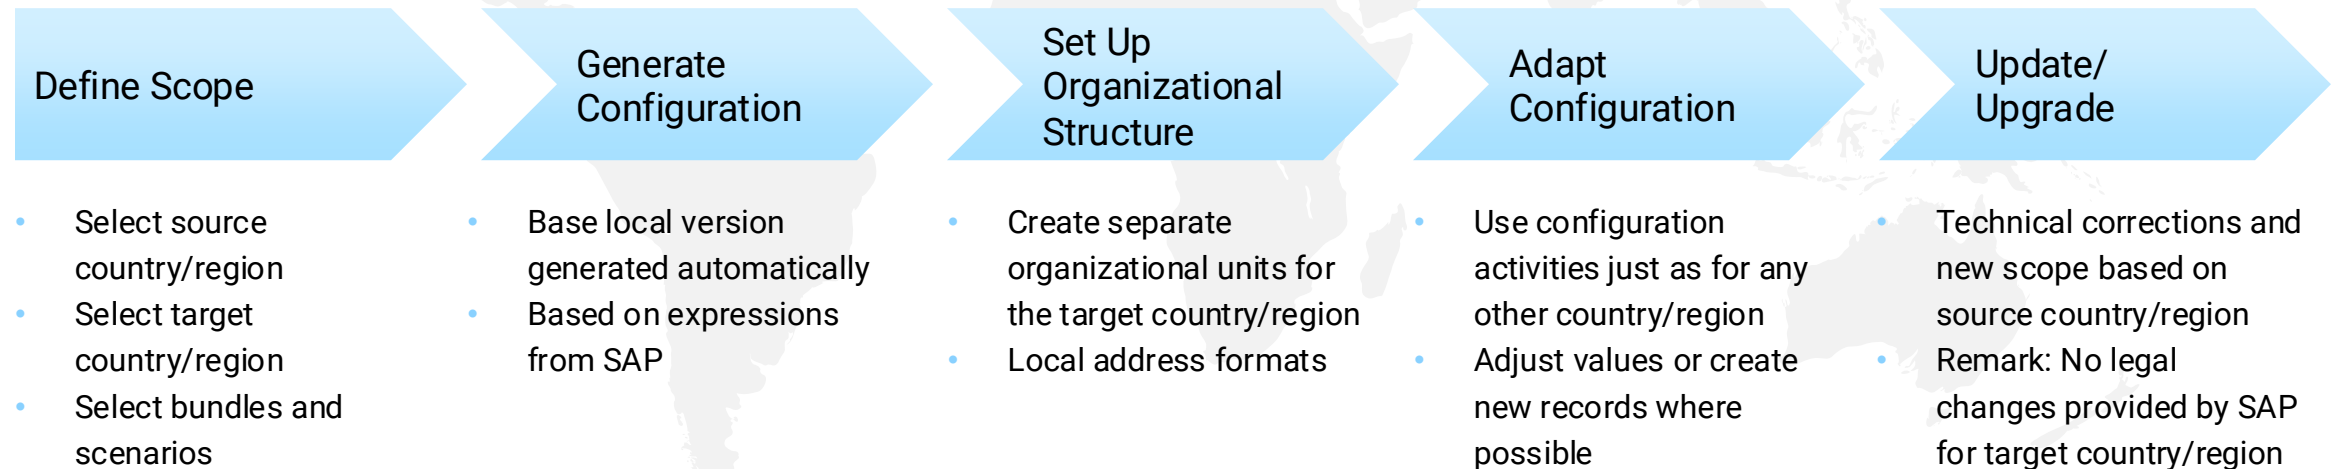 Define Scope
Generate
Configuration
Set Up
Organizational
Structure
Adapt
Configuration
Update/
Upgrade
• Select source
country/region
• Select target
country/region
• Select bundles and
scenarios
• Base local version
generated automatically
• Based on expressions
from SAP
• Create separate
organizational units for
the target country/region
• Local address formats
• Use configuration
activities just as for any
other country/region
• Adjust values or create
new records where
possible
• Technical corrections and
new scope based on
source country/region
• Remark: No legal
changes provided by SAP
for target country/region